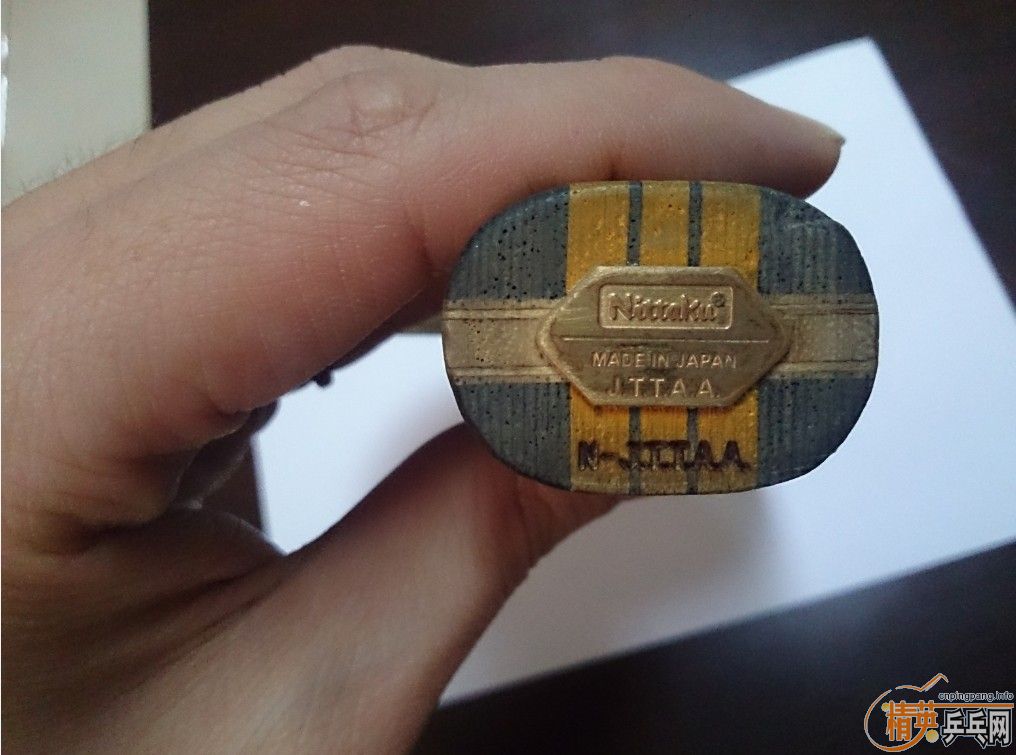 Nittaku®
MADE IN JAPAN
J.T.T.A.A.
N-J.T.T.A.A.
cnpingpang.info
精英乒乓网